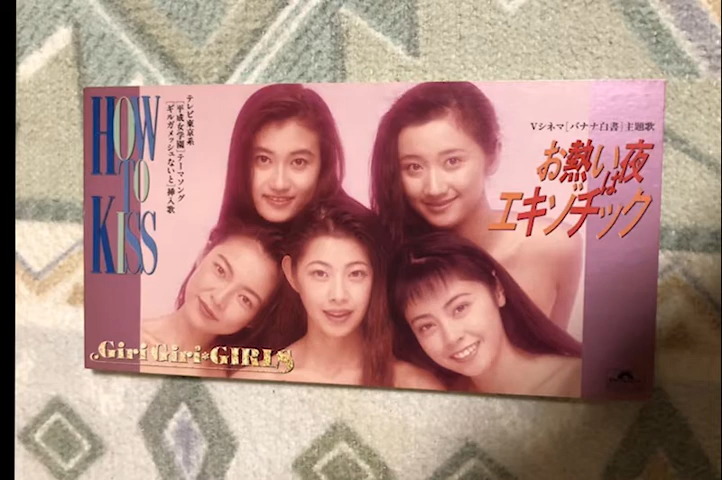 HOW
TO
KISS
テレビ東京系
「平成女学園」テーマソング
「ギルガメッシュないと」挿入歌
Vシネマ「バナナ白書」主題歌
お熱い夜
は
エキゾチック
Giri Giri*GIRLS